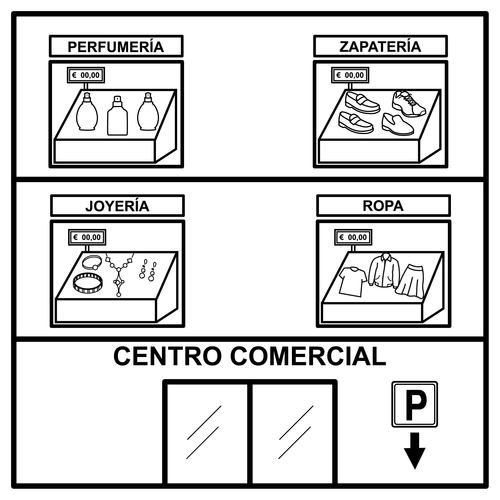 PERFUMERÍA
ZAPATERÍA
€ 00,00
€ 00,00
JOYERÍA
ROPA
€ 00,00
€ 00,00
CENTRO COMERCIAL
P